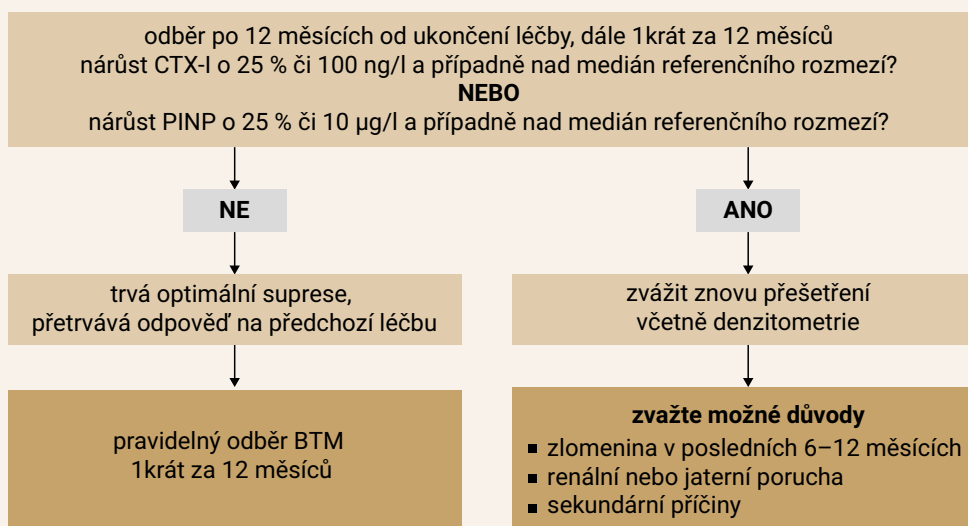 odběr po 12 měsících od ukončení léčby, dále 1krát za 12 měsíců
nárůst CTX-I o 25 % či 100 ng/l a případně nad medián referenčního rozmezí?
NEBO
nárůst PINP o 25 % či 10 µg/l a případně nad medián referenčního rozmezí?
NE
ANO
trvá optimální suprese,
přetrvává odpověď na předchozí léčbu
zvážit znovu přešetření
včetně denzitometrie
pravidelný odběr BTM
1krát za 12 měsíců
zvažte možné důvody
▪ zlomenina v posledních 6–12 měsících
▪ renální nebo jaterní porucha
▪ sekundární příčiny